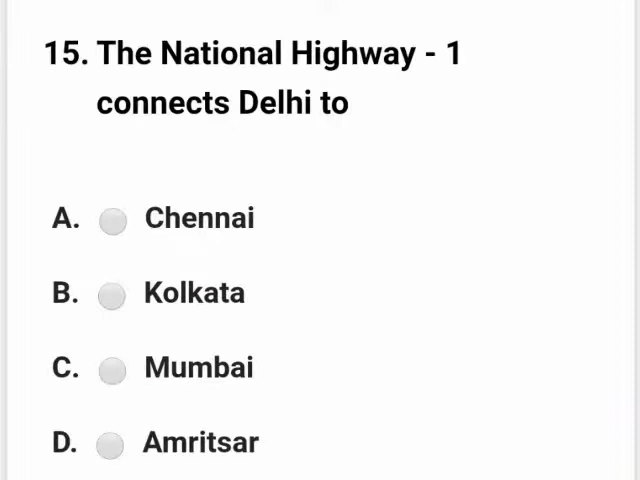 15. The National Highway - 1
connects Delhi to
A. Chennai
B. Kolkata
C. Mumbai
D. Amritsar